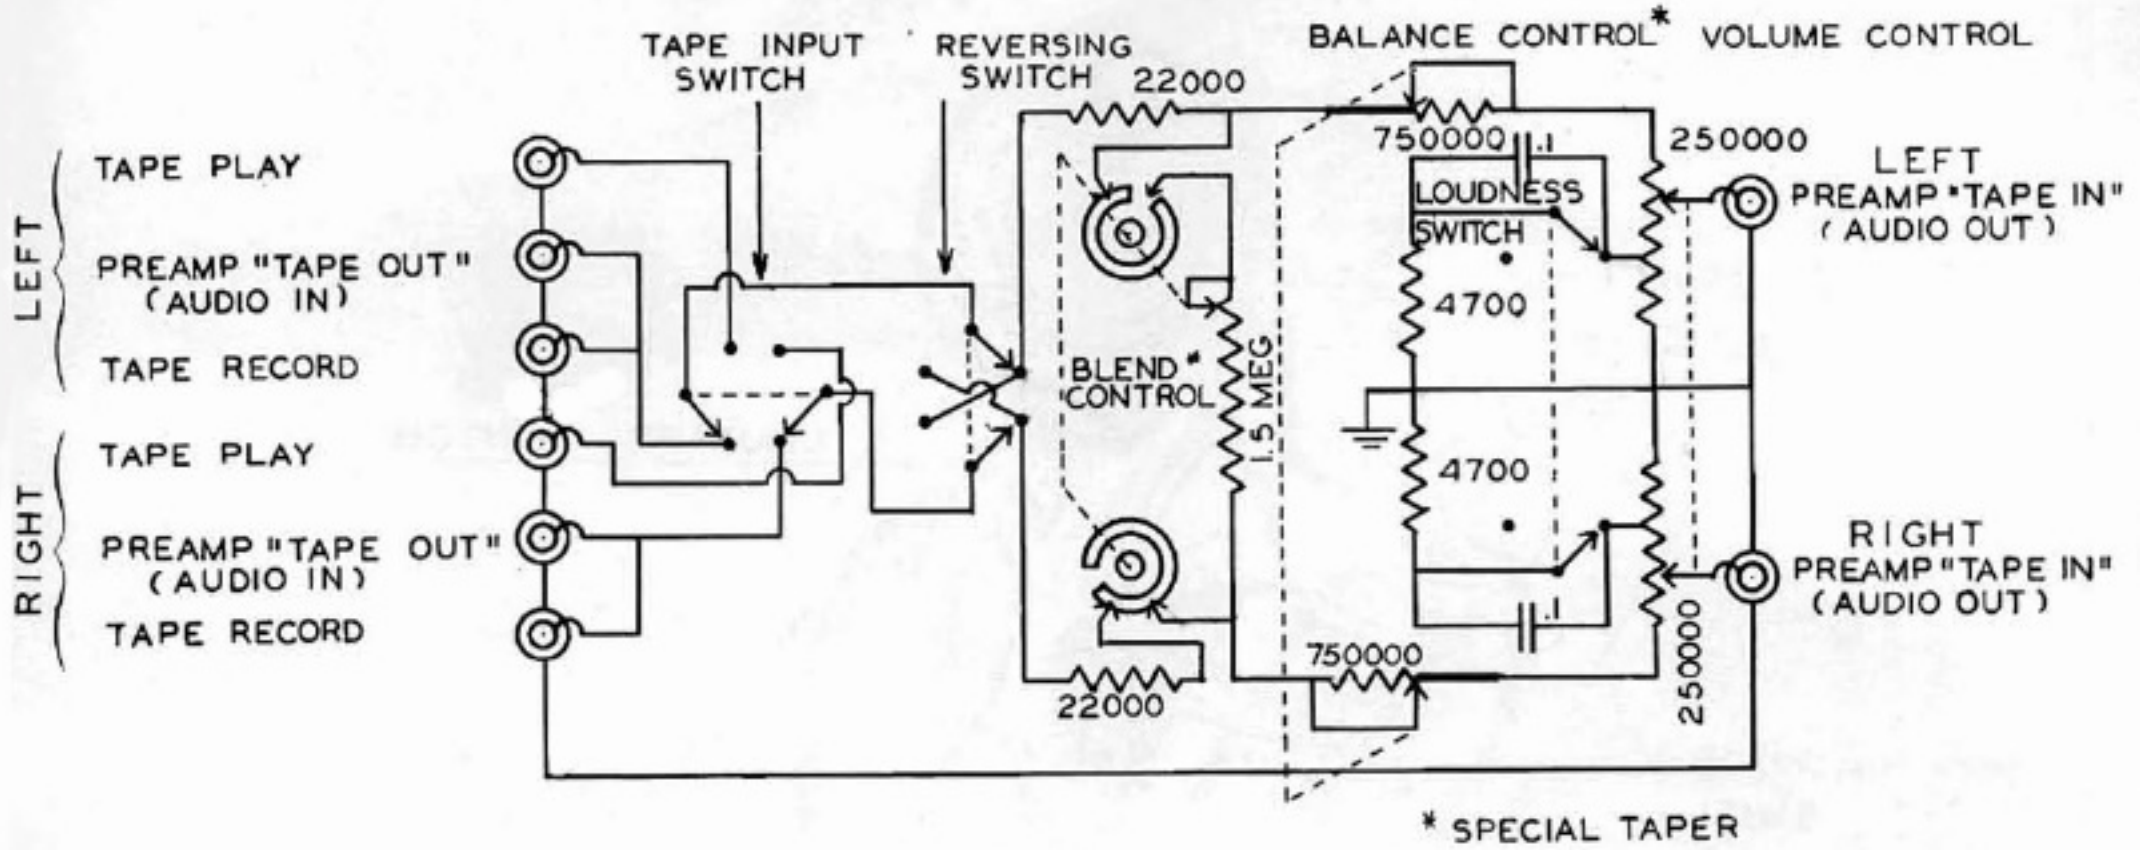 TAPE INPUT
SWITCH
REVERSING
SWITCH
22000
BALANCE CONTROL* VOLUME CONTROL
LEFT
TAPE PLAY
PREAMP "TAPE OUT"
(AUDIO IN)
TAPE RECORD
RIGHT
TAPE PLAY
PREAMP "TAPE OUT"
(AUDIO IN)
TAPE RECORD
BLEND*
CONTROL
1.5 MEG
22000
750000
.1
LOUDNESS
SWITCH
4700
4700
.1
750000
250000
250000
LEFT
PREAMP "TAPE IN"
(AUDIO OUT)
RIGHT
PREAMP "TAPE IN"
(AUDIO OUT)
* SPECIAL TAPER